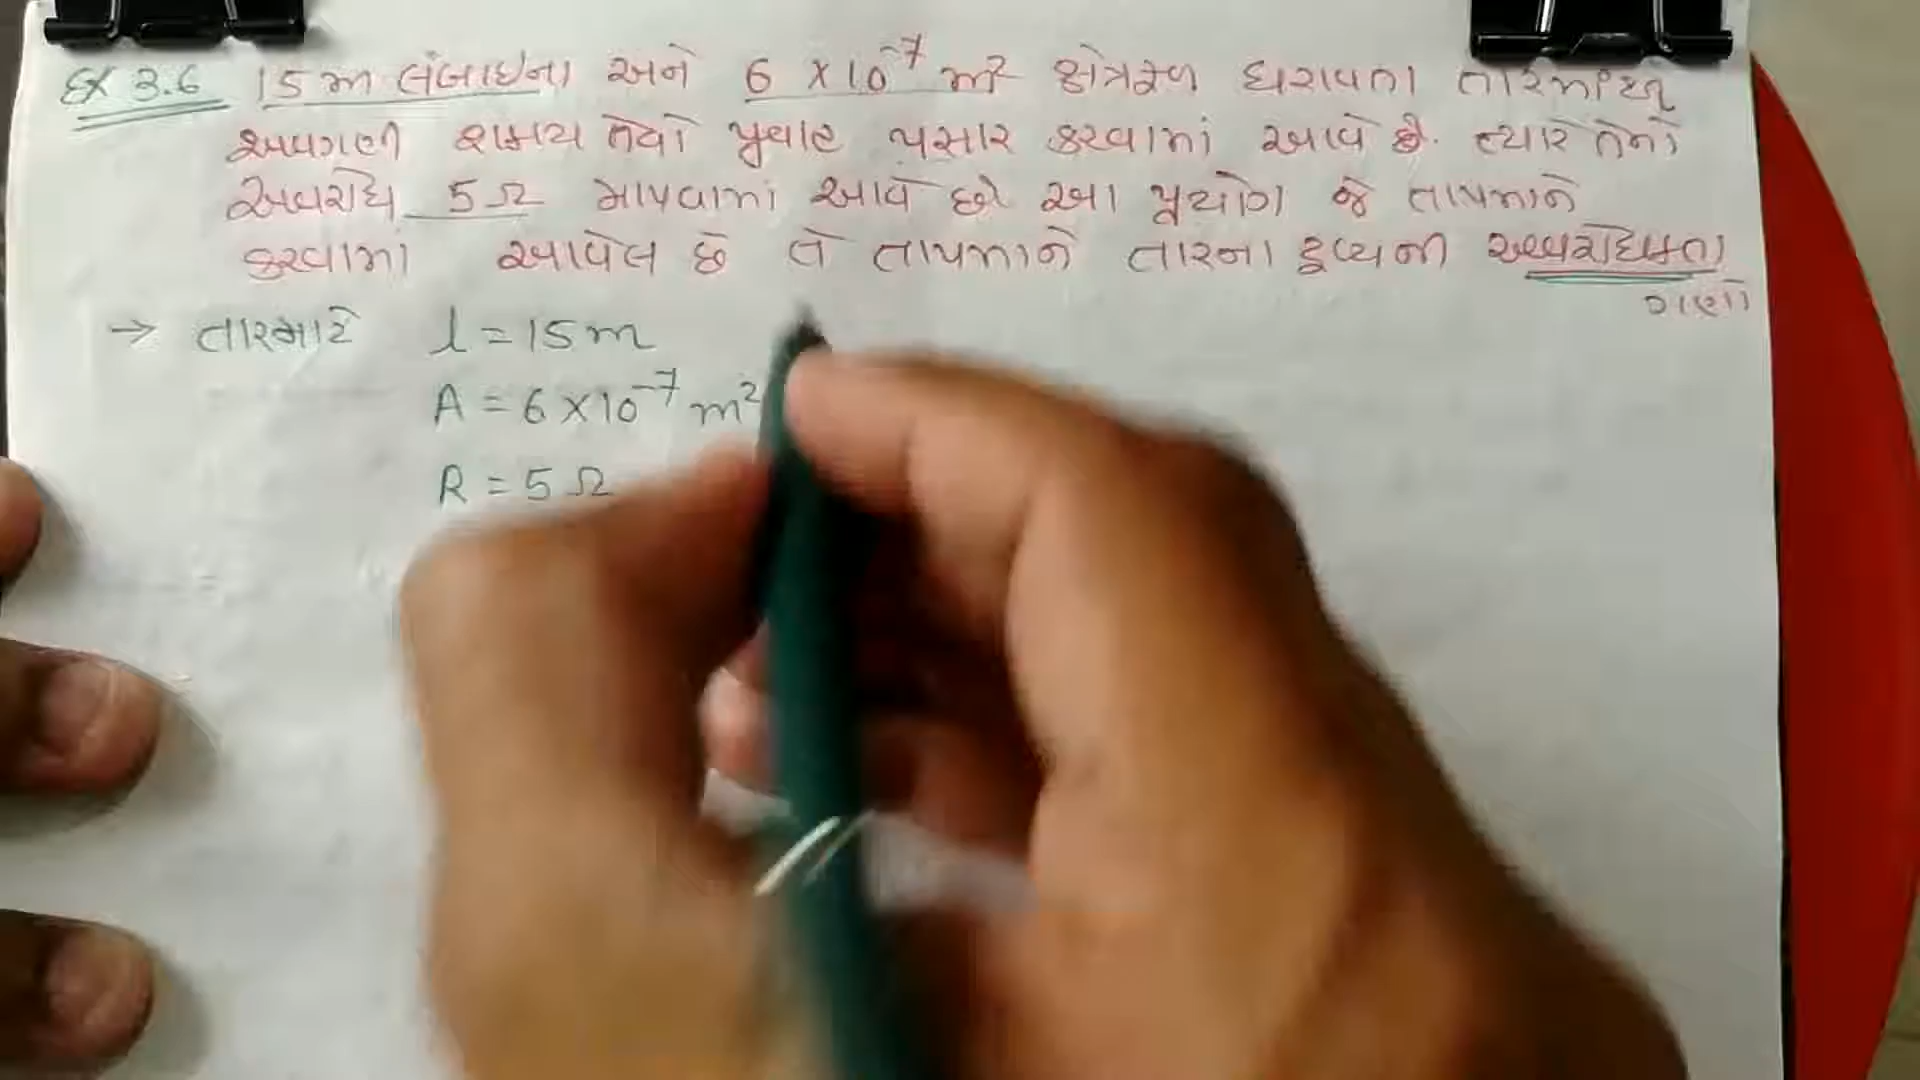 Ex 3.6 15 m લંબાઇના અને 6 × 10⁻⁷ m² ક્ષેત્રફળ ધરાવતા તારમાંથી
અવગણી શકાય તેવો પ્રવાહ પસાર કરવામાં આવે છે. ત્યારે તેનો
અવરોધ 5 Ω માપવામાં આવે છે આ પ્રયોગ જે તાપમાને
કરવામાં આવેલ છે તે તાપમાને તારના દ્રવ્યની અવરોધકતા
ગણો
→ તારમાટે l = 15 m
A = 6 × 10⁻⁷ m²
R = 5 Ω